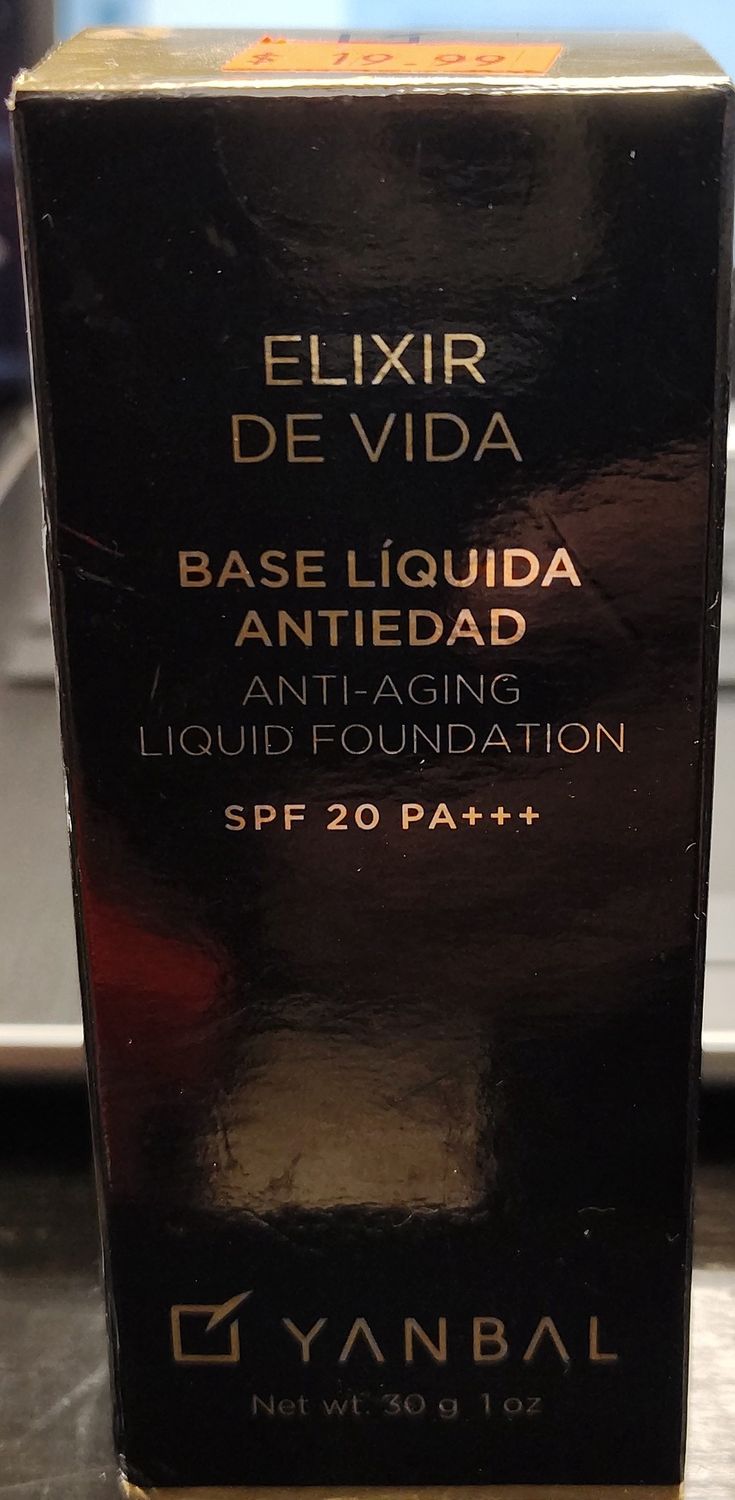 $ 19.99
ELIXIR
DE VIDA
BASE LÍQUIDA
ANTIEDAD
ANTI-AGING
LIQUID FOUNDATION
SPF 20 PA+++
YANBAL
Net wt. 30 g 1 oz